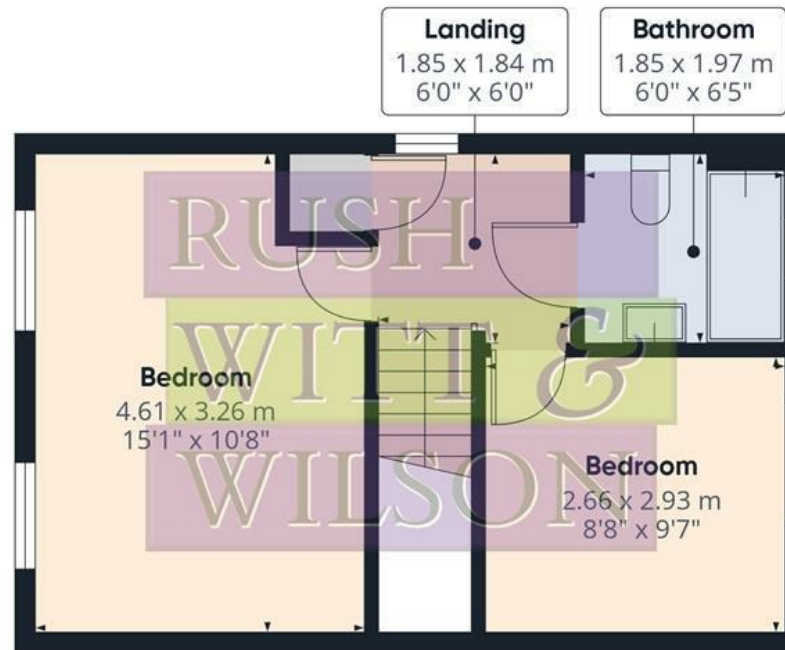 Landing
1.85 x 1.84 m
6'0" x 6'0"
Bathroom
1.85 x 1.97 m
6'0" x 6'5"
RUSH
WITT &
WILSON
Bedroom
4.61 x 3.26 m
15'1" x 10'8"
Bedroom
2.66 x 2.93 m
8'8" x 9'7"